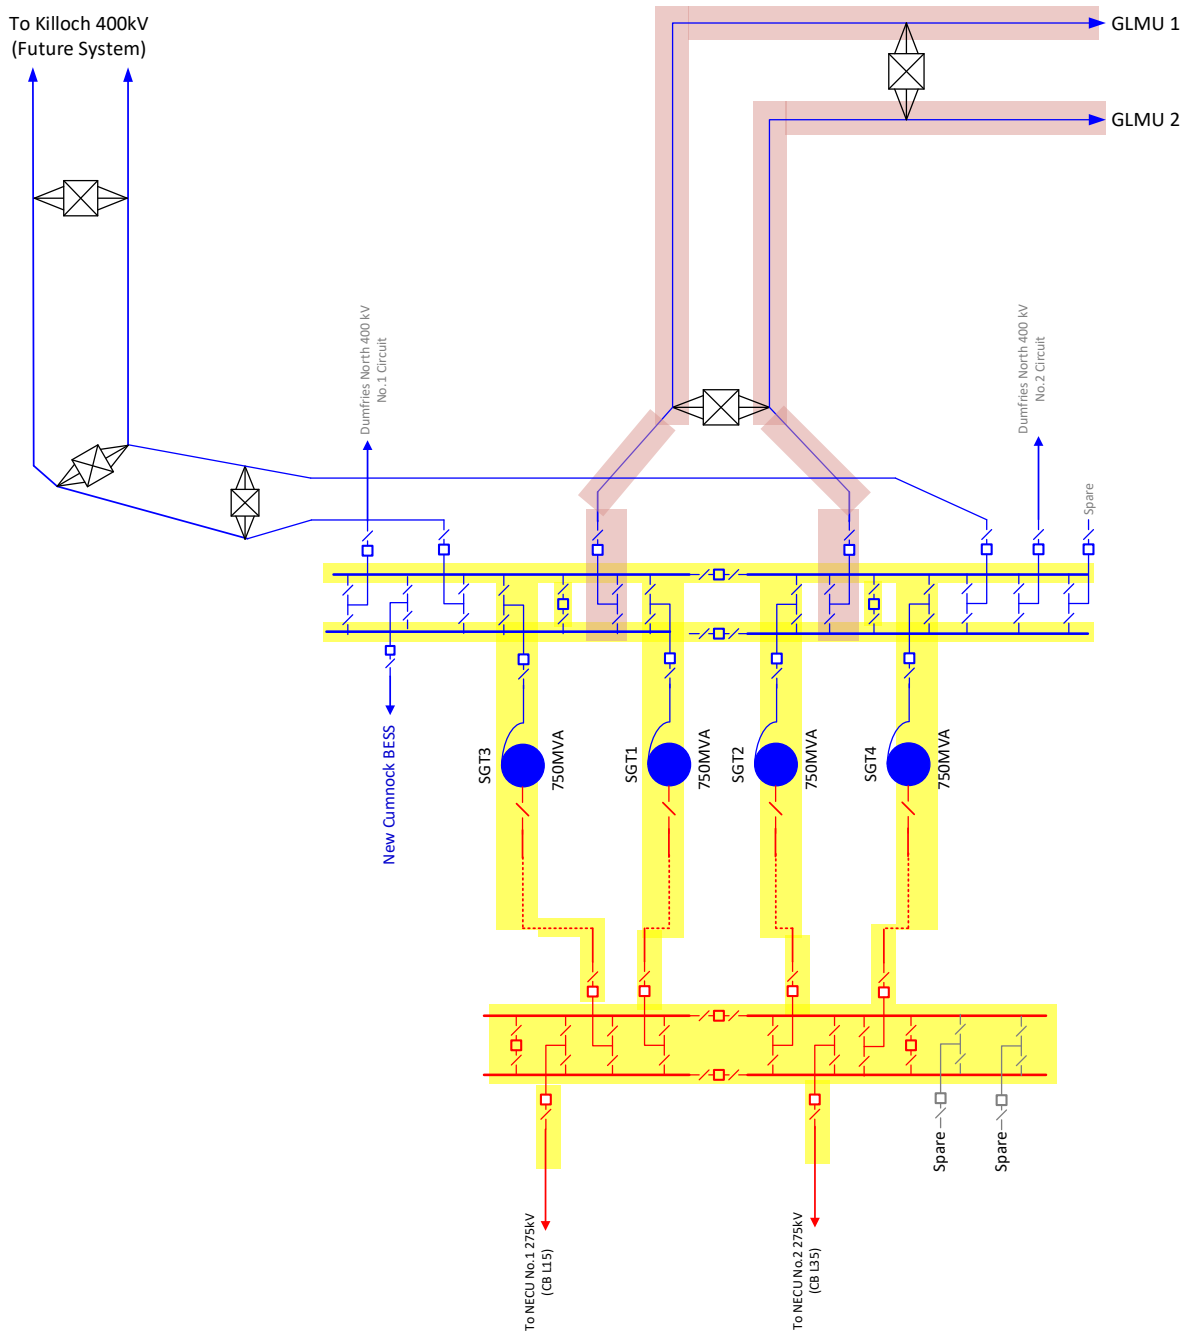 To Killoch 400kV
(Future System)
GLMU 1
GLMU 2
Dumfries North 400 kV
No.1 Circuit
Dumfries North 400 kV
No.2 Circuit
Spare
New Cumnock BESS
SGT3
750MVA
SGT1
750MVA
SGT2
750MVA
SGT4
750MVA
Spare
Spare
To NECU No.1 275kV
(CB L15)
To NECU No.2 275kV
(CB L35)